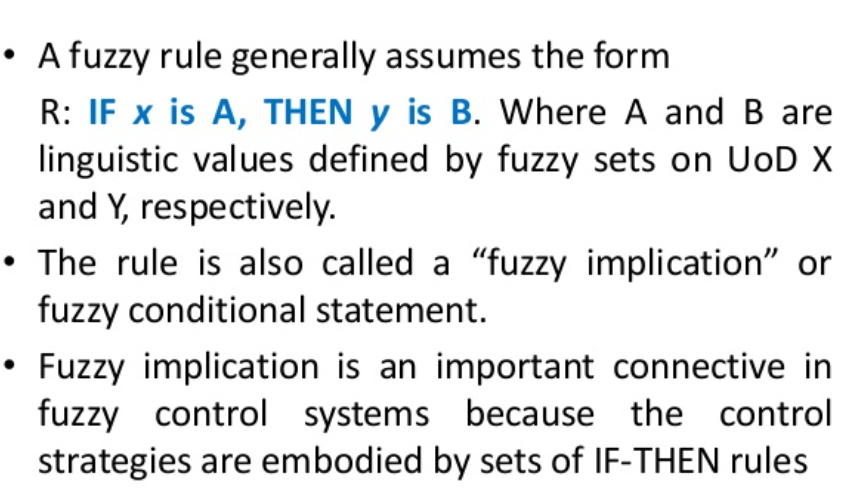 • A fuzzy rule generally assumes the form
R: IF x is A, THEN y is B. Where A and B are
linguistic values defined by fuzzy sets on UoD X
and Y, respectively.
• The rule is also called a “fuzzy implication” or
fuzzy conditional statement.
• Fuzzy implication is an important connective in
fuzzy control systems because the control
strategies are embodied by sets of IF-THEN rules